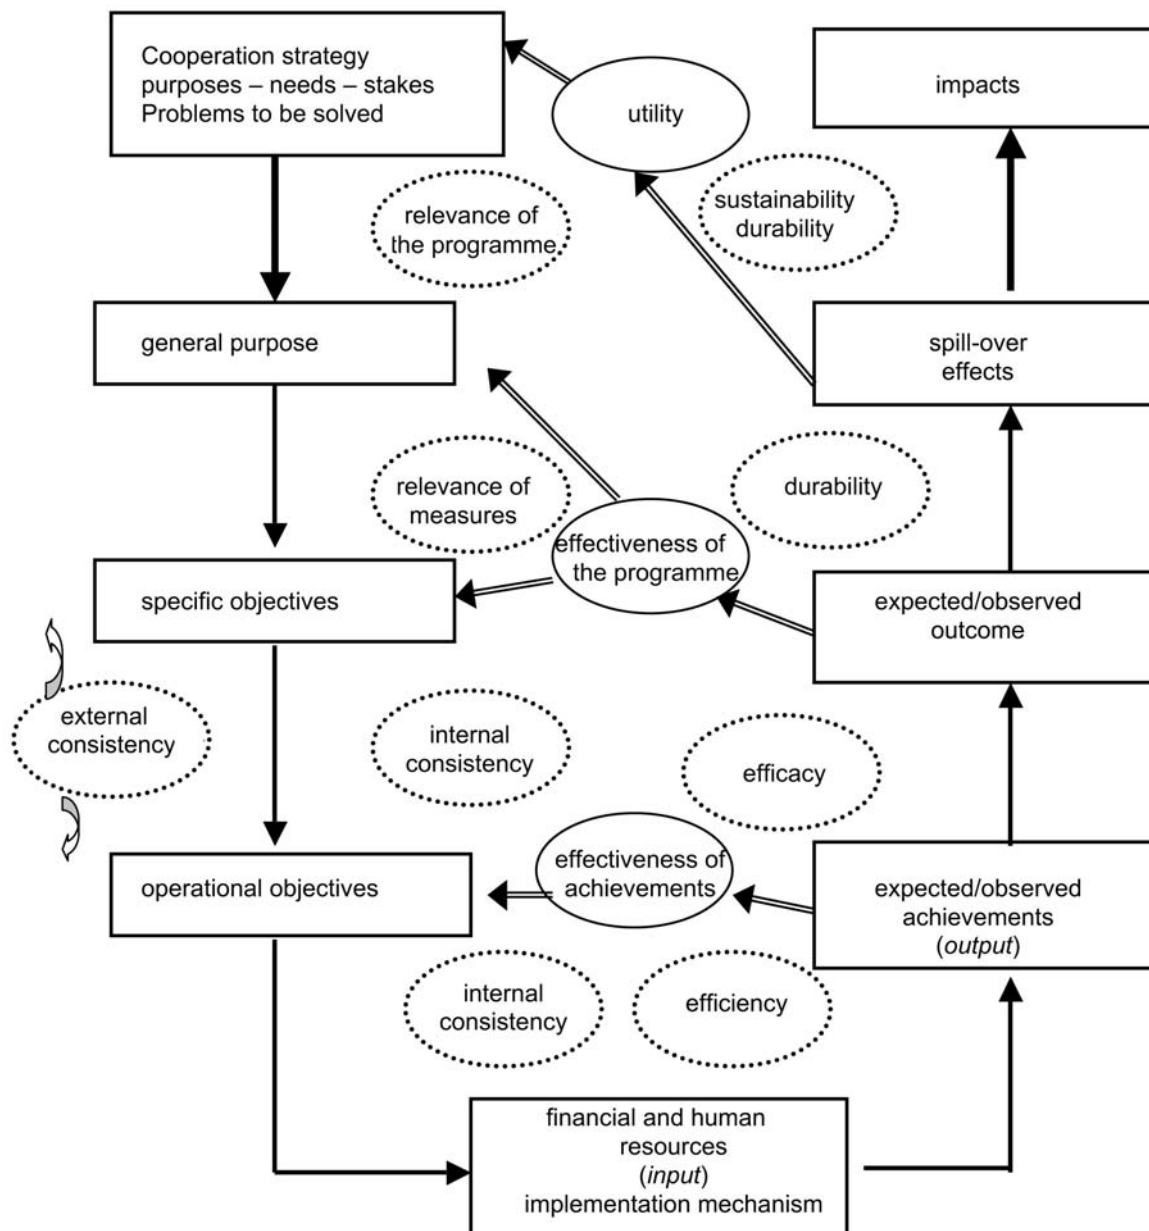 Cooperation strategy
purposes – needs – stakes
Problems to be solved
utility
impacts
relevance of
the programme
sustainability
durability
general purpose
spill-over
effects
relevance of
measures
durability
effectiveness of
the programme
specific objectives
expected/observed
outcome
external
consistency
internal
consistency
efficacy
operational objectives
effectiveness of
achievements
expected/observed
achievements
(output)
internal
consistency
efficiency
financial and human
resources
(input)
implementation mechanism